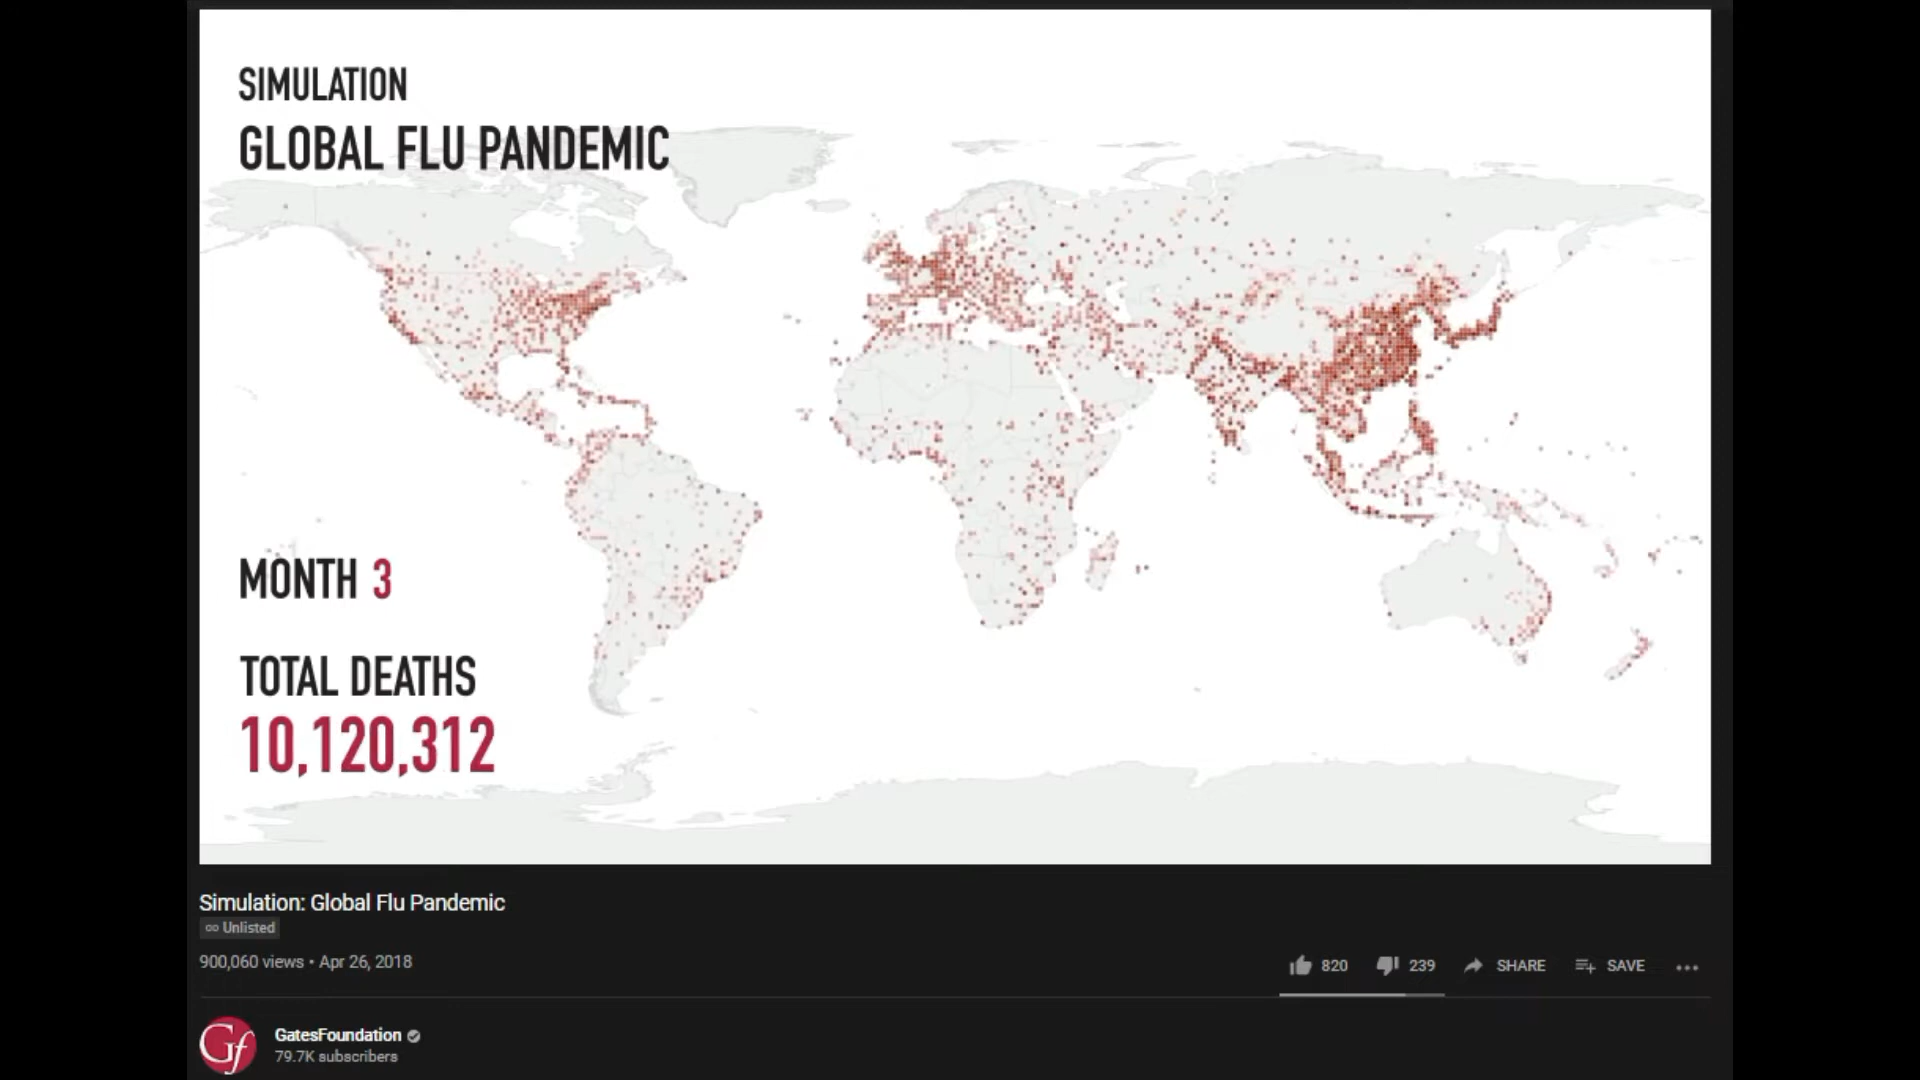 SIMULATION
GLOBAL FLU PANDEMIC
MONTH 3
TOTAL DEATHS
10,120,312
Simulation: Global Flu Pandemic
Unlisted
900,060 views • Apr 26, 2018
820
239
SHARE
SAVE
Gf
GatesFoundation
79.7K subscribers